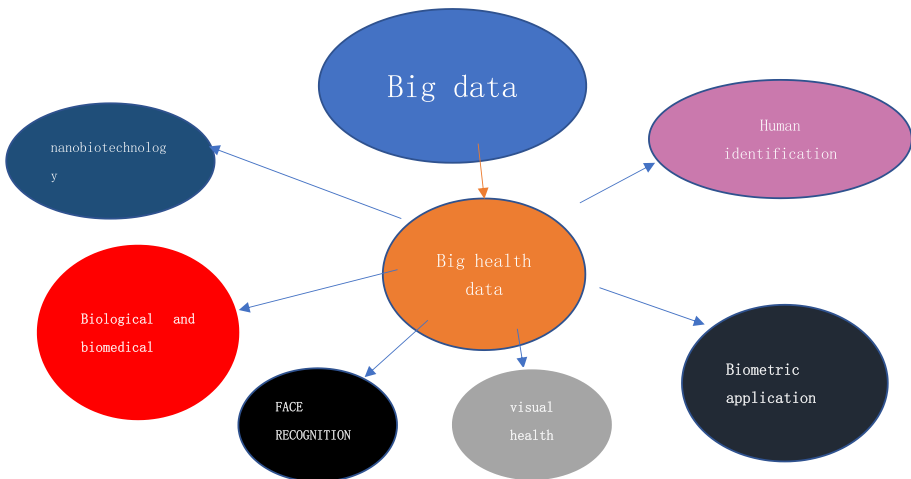 Big data
Human
identification
nanobiotechnolog
y
Big health
data
Biological and
biomedical
Biometric
application
FACE
RECOGNITION
visual
health